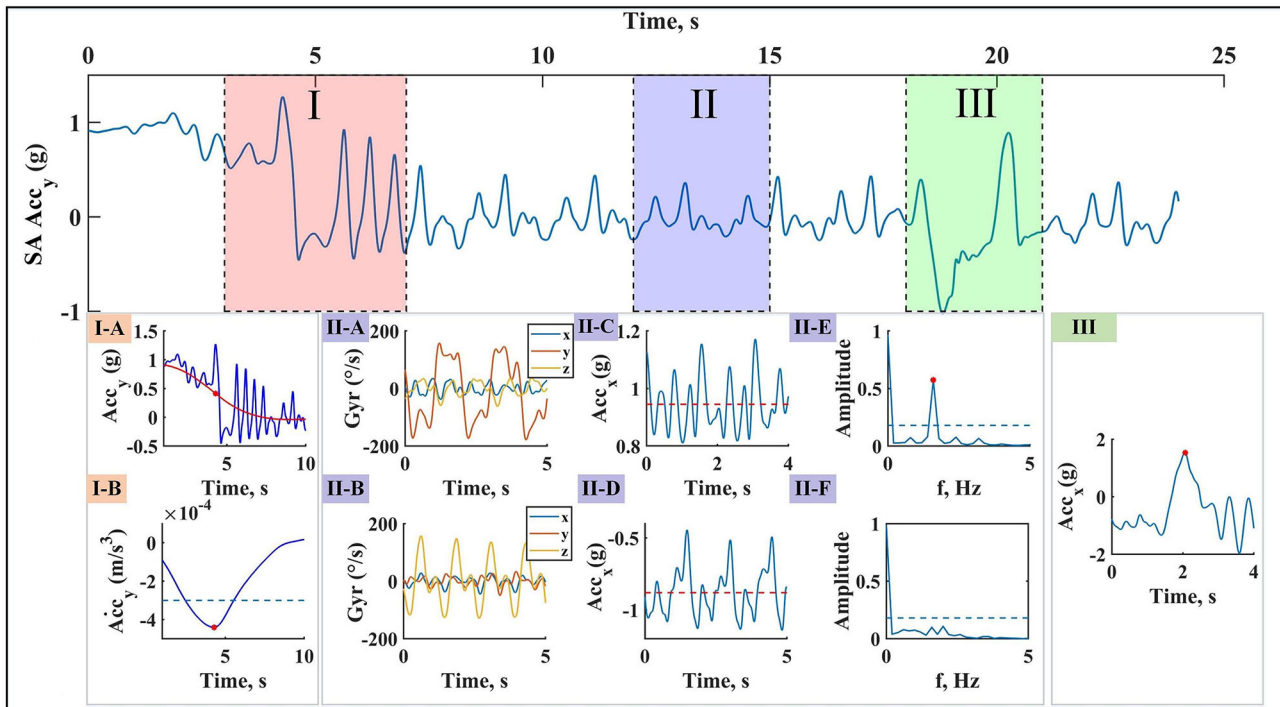 Time, s
0 5 10 15 20 25
I II III
SA Acc_y (g)
1
0
-1
I-A
Acc_y (g)
1.5
1
0.5
0
-0.5
5 10
Time, s
II-A
Gyr (°/s)
200
0
-200
x
y
z
0 5
Time, s
II-C
Acc_x(g)
1.2
1
0.8
0 2 4
Time, s
II-E
Amplitude
1
0.5
0
0 5
f, Hz
III
Acc_x(g)
2
0
-2
0 2 4
Time, s
I-B
×10⁻⁴
Ȧcc_y (m/s³)
0
-2
-4
5 10
Time, s
II-B
Gyr (°/s)
200
0
-200
x
y
z
0 5
Time, s
II-D
Acc_x(g)
-0.5
-1
0 5
Time, s
II-F
Amplitude
1
0.5
0
0 5
f, Hz